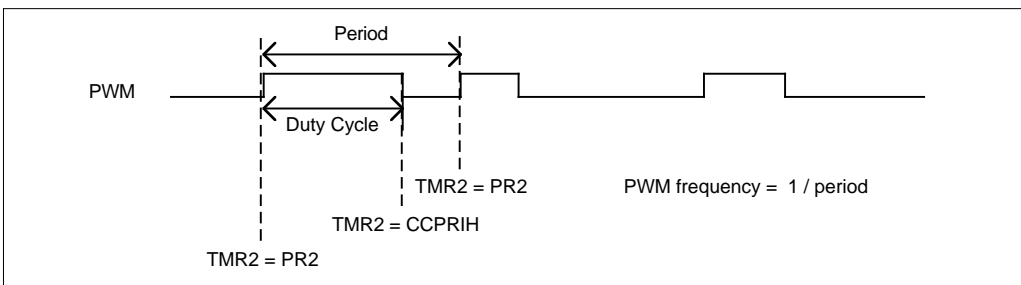 Period
PWM
Duty Cycle
TMR2 = PR2
PWM frequency = 1 / period
TMR2 = CCPRIH
TMR2 = PR2